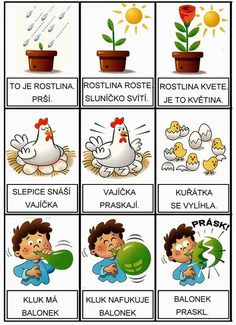 TO JE ROSTLINA.
PRŠÍ.
ROSTLINA ROSTE.
SLUNÍČKO SVÍTÍ.
ROSTLINA KVETE.
JE TO KVĚTINA.
SLEPICE SNÁŠÍ
VAJÍČKA
VAJÍČKA
PRASKAJÍ.
KUŘÁTKA
SE VYLÍHLA.
PRÁSK!
KLUK MÁ
BALONEK
KLUK NAFUKUJE
BALONEK
BALONEK
PRASKL.